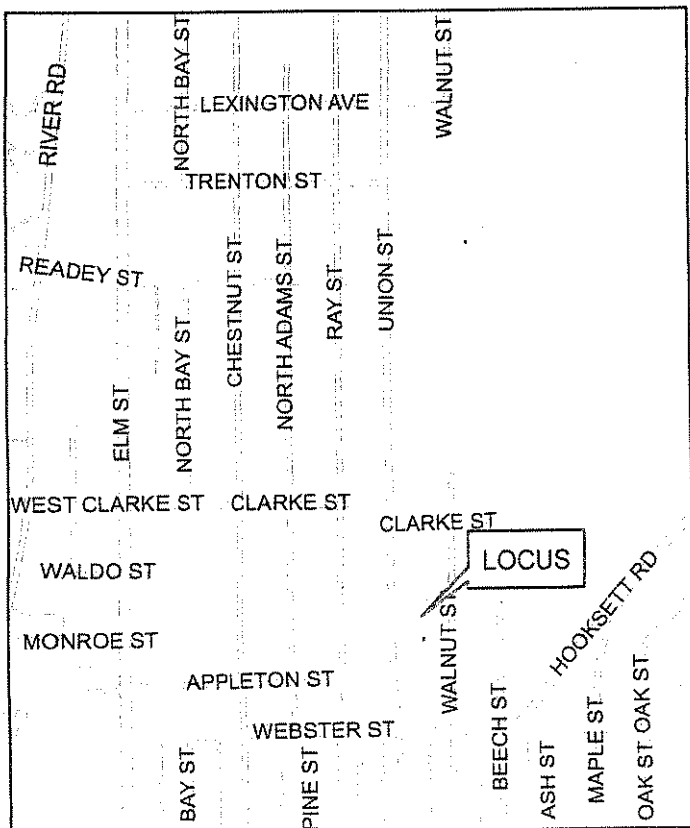 WALNUT ST
NORTH BAY ST
RIVER RD
LEXINGTON AVE
TRENTON ST
READEY ST
CHESTNUT ST
NORTH ADAMS ST
RAY ST
UNION ST
NORTH BAY ST
ELM ST
WEST CLARKE ST
CLARKE ST
CLARKE ST
LOCUS
WALDO ST
WALNUT ST
HOOKSETT RD
MONROE ST
APPLETON ST
WEBSTER ST
BEECH ST
BAY ST
PINE ST
ASH ST
MAPLE ST
OAK ST
OAK ST